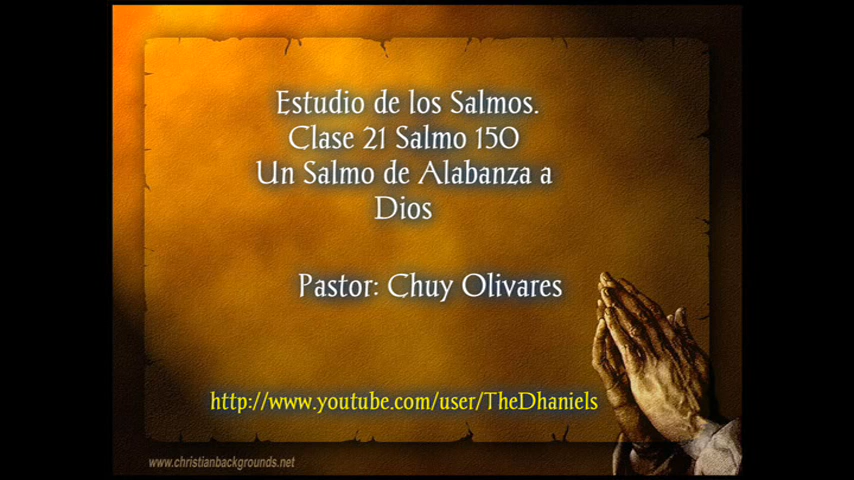 Estudio de los Salmos.
Clase 21 Salmo 150
Un Salmo de Alabanza a
Dios
Pastor: Chuy Olivares
http://www.youtube.com/user/TheDhaniels
www.christianbackgrounds.net